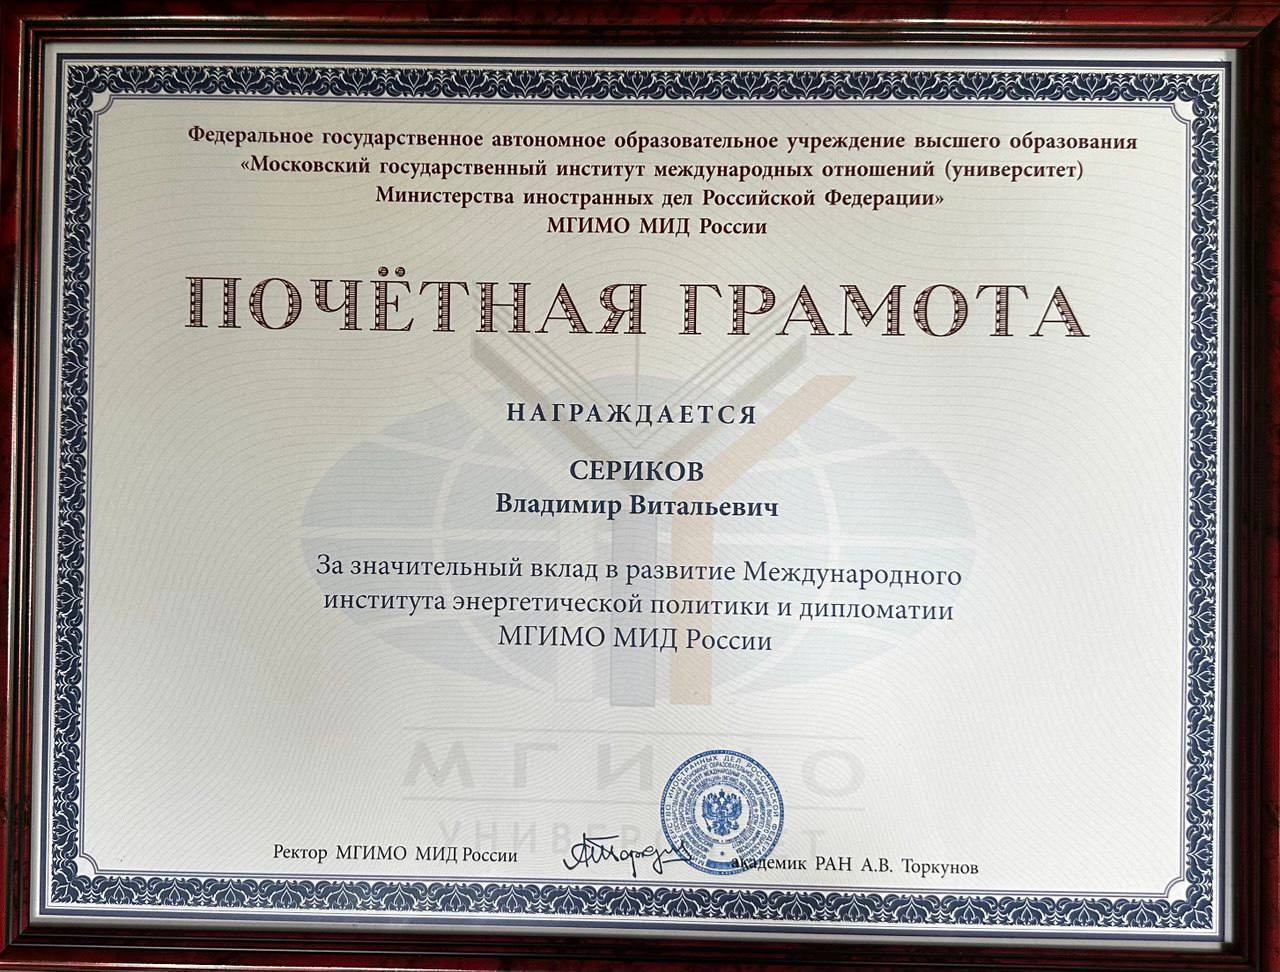 Федеральное государственное автономное образовательное учреждение высшего образования
«Московский государственный институт международных отношений (университет)
Министерства иностранных дел Российской Федерации»
МГИМО МИД России
ПОЧЁТНАЯ ГРАМОТА
НАГРАЖДАЕТСЯ
СЕРИКОВ
Владимир Витальевич
За значительный вклад в развитие Международного
института энергетической политики и дипломатии
МГИМО МИД России
МГИМО
УНИВЕРСИТЕТ
Ректор МГИМО МИД России
академик РАН А.В. Торкунов